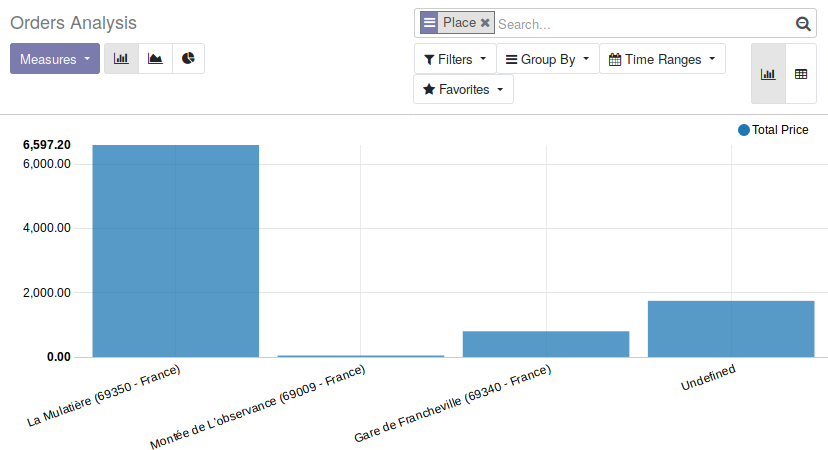 Orders Analysis
Place
Search...
Measures
Filters
Group By
Time Ranges
Favorites
Total Price
6,597.20
6,000.00
4,000.00
2,000.00
0.00
La Mulatière (69350 - France)
Montée de L'observance (69009 - France)
Gare de Francheville (69340 - France)
Undefined